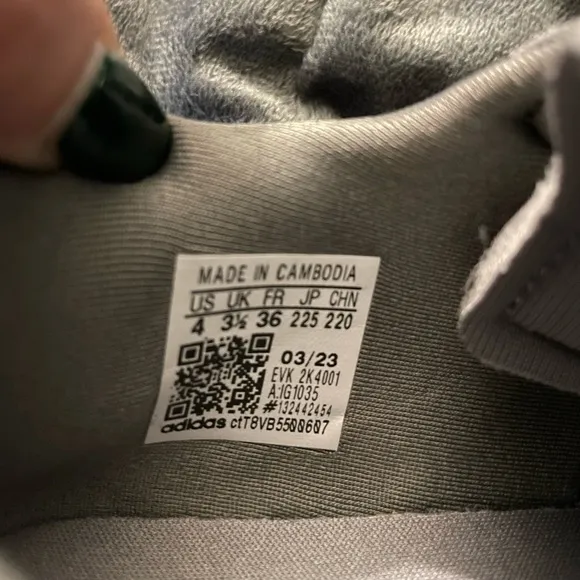 MADE IN CAMBODIA
US UK FR JP CHN
4 3½ 36 225 220
03/23
EVK 2K4001
A:IG1035
#132442454
adidas ctT8VB5500607